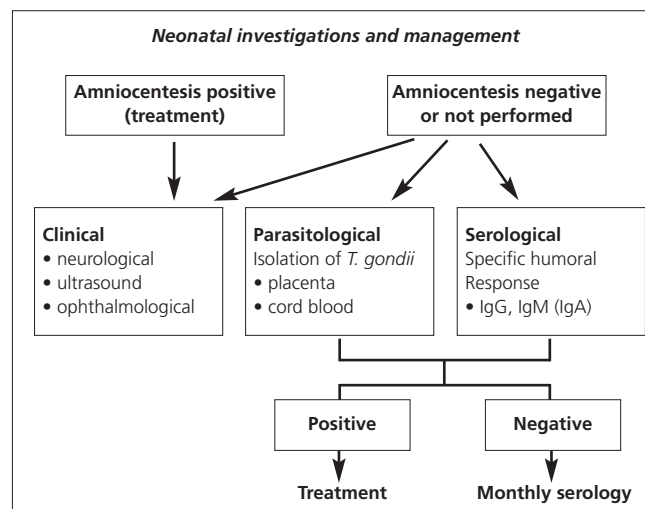 Neonatal investigations and management
Amniocentesis positive
(treatment)
Amniocentesis negative
or not performed
Clinical
• neurological
• ultrasound
• ophthalmological
Parasitological
Isolation of T. gondii
• placenta
• cord blood
Serological
Specific humoral
Response
• IgG, IgM (IgA)
Positive
Negative
Treatment
Monthly serology